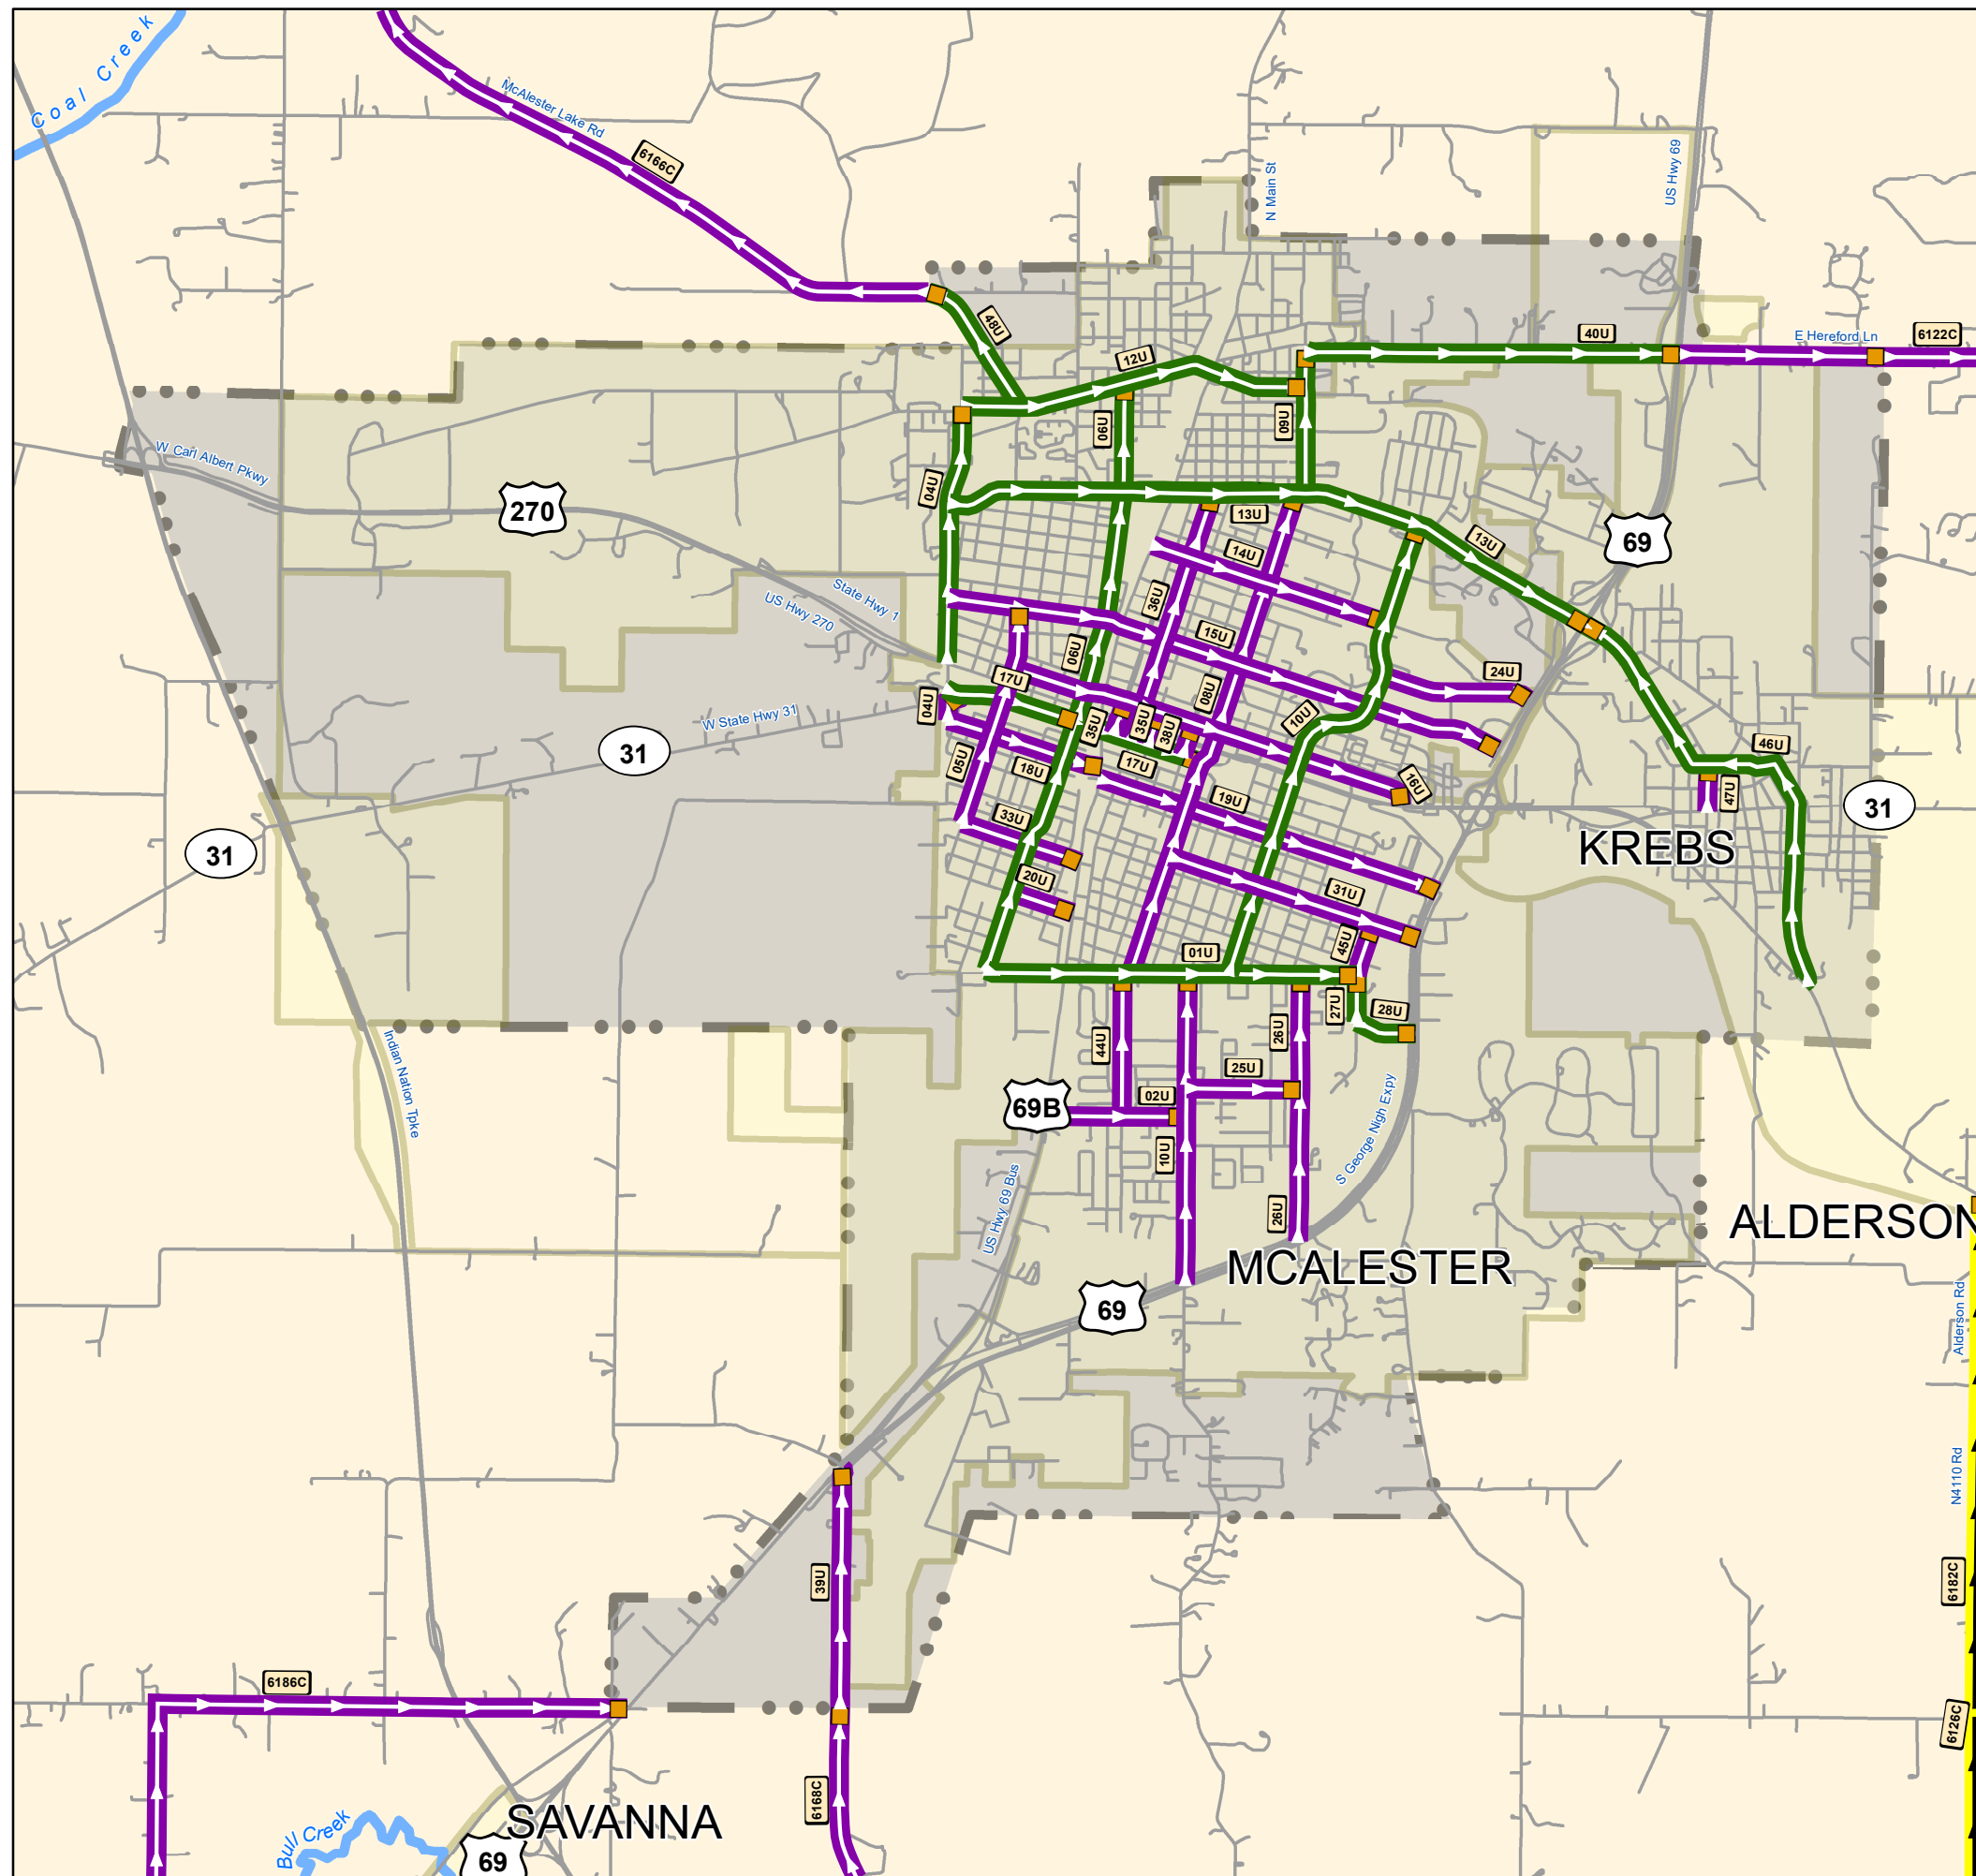 Coal Creek
McAlester Lake Rd
6166C
N Main St
US Hwy 69
48U
12U
40U
E Hereford Ln
6122C
06U
09U
W Carl Albert Pkwy
270
04U
13U
13U
69
14U
State Hwy 1
US Hwy 270
36U
15U
06U
24U
17U
08U
04U
W State Hwy 31
31
35U
35U
38U
10U
46U
05U
18U
17U
16U
47U
31
19U
33U
KREBS
31
20U
31U
45U
01U
27U
28U
26U
44U
Indian Nation Tpke
25U
02U
69B
S George Nigh Expy
10U
US Hwy 69 Bus
26U
ALDERSON
MCALESTER
69
Alderson Rd
N4110 Rd
39U
6182C
6186C
6126C
6168C
SAVANNA
Bull Creek
69